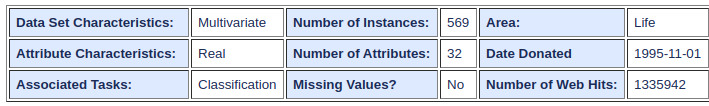 Data Set Characteristics: Multivariate Number of Instances: 569 Area: Life
Attribute Characteristics: Real Number of Attributes: 32 Date Donated 1995-11-01
Associated Tasks: Classification Missing Values? No Number of Web Hits: 1335942